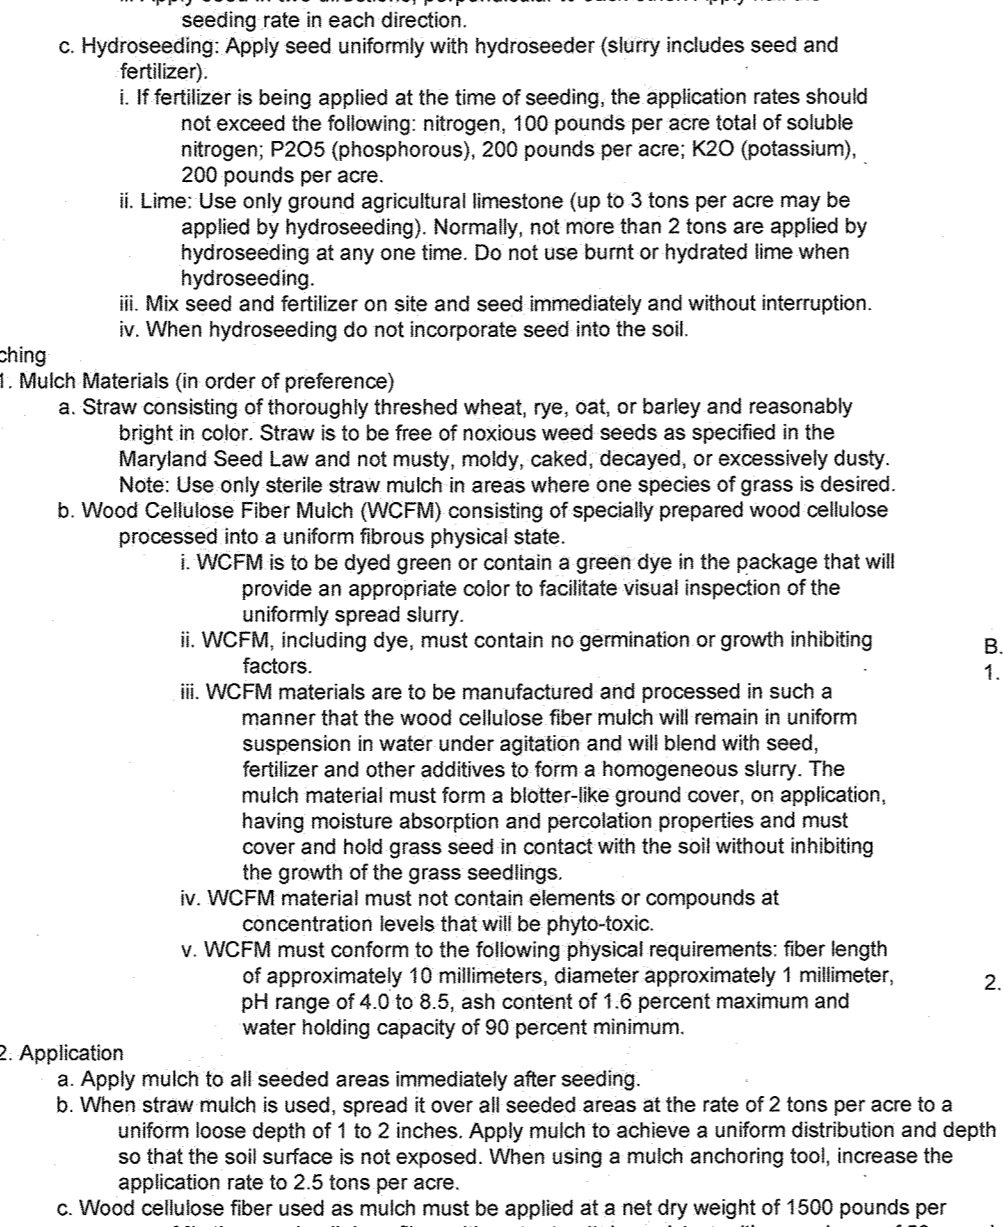 seeding rate in each direction.
c. Hydroseeding: Apply seed uniformly with hydroseeder (slurry includes seed and
fertilizer).
i. If fertilizer is being applied at the time of seeding, the application rates should
not exceed the following: nitrogen, 100 pounds per acre total of soluble
nitrogen; P2O5 (phosphorous), 200 pounds per acre; K2O (potassium),
200 pounds per acre.
ii. Lime: Use only ground agricultural limestone (up to 3 tons per acre may be
applied by hydroseeding). Normally, not more than 2 tons are applied by
hydroseeding at any one time. Do not use burnt or hydrated lime when
hydroseeding.
iii. Mix seed and fertilizer on site and seed immediately and without interruption.
iv. When hydroseeding do not incorporate seed into the soil.
ching
1. Mulch Materials (in order of preference)
a. Straw consisting of thoroughly threshed wheat, rye, oat, or barley and reasonably
bright in color. Straw is to be free of noxious weed seeds as specified in the
Maryland Seed Law and not musty, moldy, caked, decayed, or excessively dusty.
Note: Use only sterile straw mulch in areas where one species of grass is desired.
b. Wood Cellulose Fiber Mulch (WCFM) consisting of specially prepared wood cellulose
processed into a uniform fibrous physical state.
i. WCFM is to be dyed green or contain a green dye in the package that will
provide an appropriate color to facilitate visual inspection of the
uniformly spread slurry.
ii. WCFM, including dye, must contain no germination or growth inhibiting
factors.
iii. WCFM materials are to be manufactured and processed in such a
manner that the wood cellulose fiber mulch will remain in uniform
suspension in water under agitation and will blend with seed,
fertilizer and other additives to form a homogeneous slurry. The
mulch material must form a blotter-like ground cover, on application,
having moisture absorption and percolation properties and must
cover and hold grass seed in contact with the soil without inhibiting
the growth of the grass seedlings.
iv. WCFM material must not contain elements or compounds at
concentration levels that will be phyto-toxic.
v. WCFM must conform to the following physical requirements: fiber length
of approximately 10 millimeters, diameter approximately 1 millimeter,
pH range of 4.0 to 8.5, ash content of 1.6 percent maximum and
water holding capacity of 90 percent minimum.
2. Application
a. Apply mulch to all seeded areas immediately after seeding.
b. When straw mulch is used, spread it over all seeded areas at the rate of 2 tons per acre to a
uniform loose depth of 1 to 2 inches. Apply mulch to achieve a uniform distribution and depth
so that the soil surface is not exposed. When using a mulch anchoring tool, increase the
application rate to 2.5 tons per acre.
c. Wood cellulose fiber used as mulch must be applied at a net dry weight of 1500 pounds per
B.
1.
2.